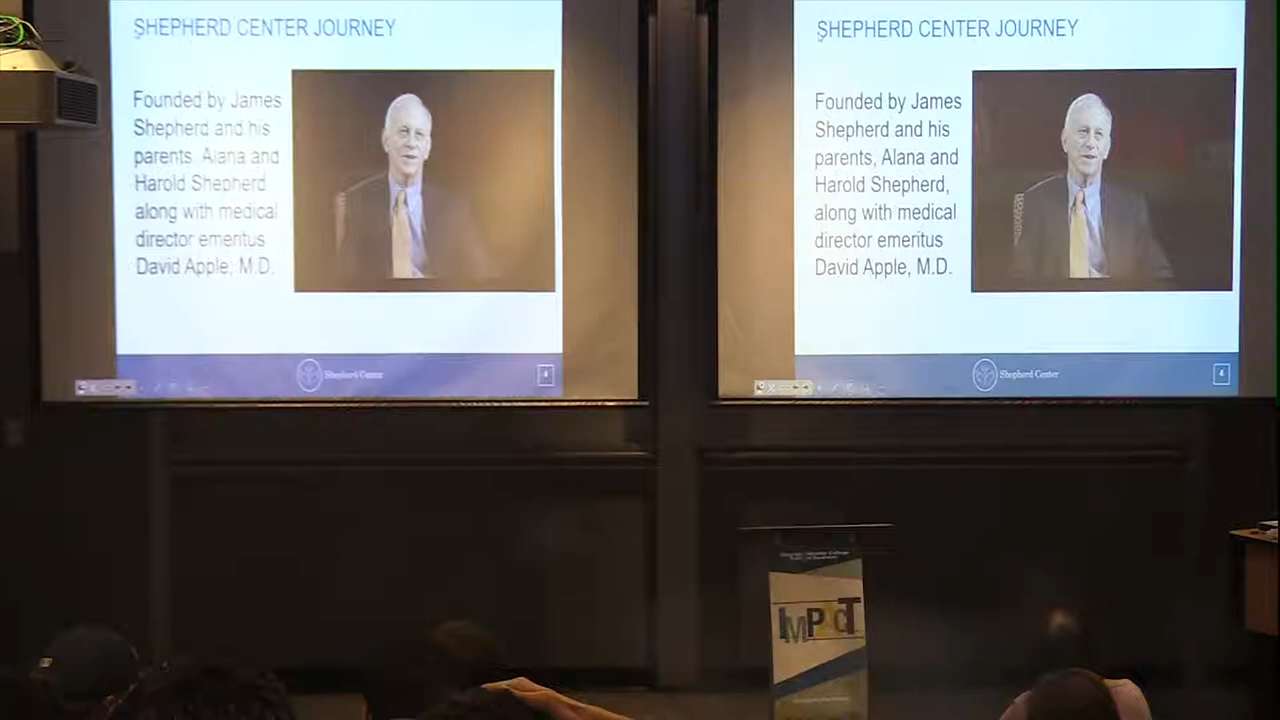 SHEPHERD CENTER JOURNEY
Founded by James
Shepherd and his
parents, Alana and
Harold Shepherd
along with medical
director emeritus
David Apple, M.D.
Shepherd Center
4
SHEPHERD CENTER JOURNEY
Founded by James
Shepherd and his
parents, Alana and
Harold Shepherd,
along with medical
director emeritus
David Apple, M.D.
Shepherd Center
4
IMPACT